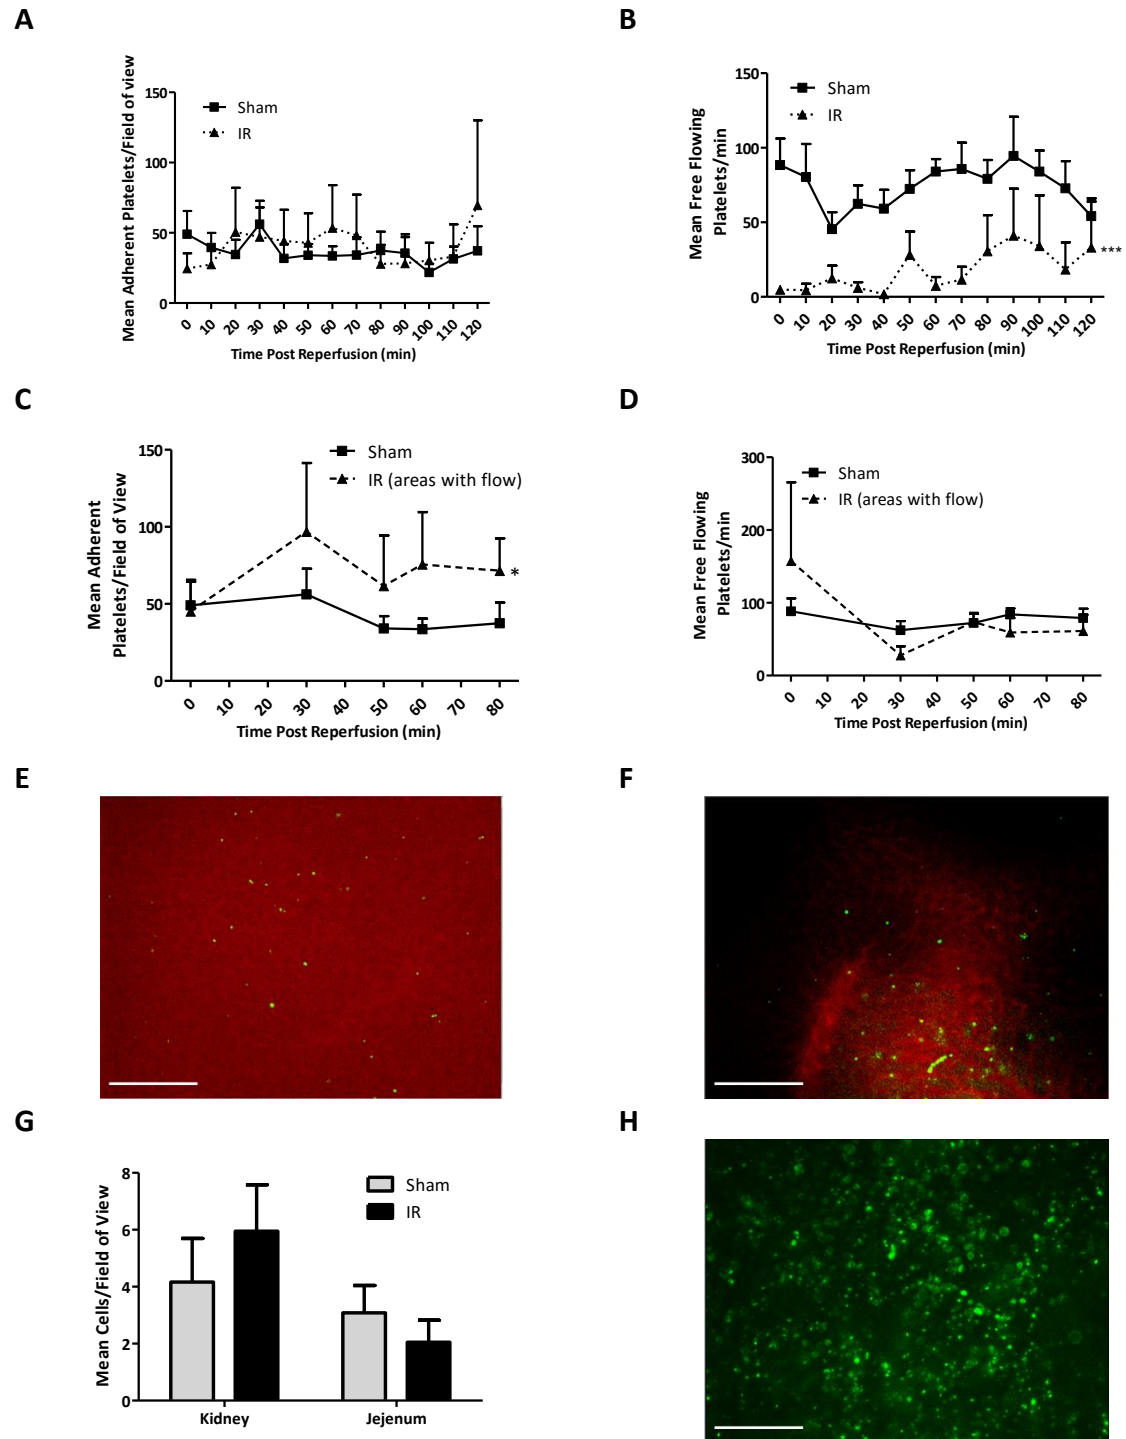 A
Mean Adherent Platelets/Field of view
150
100
50
0
Sham
IR
0 10 20 30 40 50 60 70 80 90 100 110 120
Time Post Reperfusion (min)
B
Mean Free Flowing
Platelets/min
150
100
50
0
Sham
IR
***
0 10 20 30 40 50 60 70 80 90 100 110 120
Time Post Reperfusion (min)
C
Mean Adherent
Platelets/Field of View
150
100
50
0
Sham
IR (areas with flow)
*
0 10 20 30 40 50 60 70 80
Time Post Reperfusion (min)
D
Mean Free Flowing
Platelets/min
300
200
100
0
Sham
IR (areas with flow)
0 10 20 30 40 50 60 70 80
Time Post Reperfusion (min)
E
F
G
Mean Cells/Field of View
8
6
4
2
0
Sham
IR
Kidney Jejenum
H